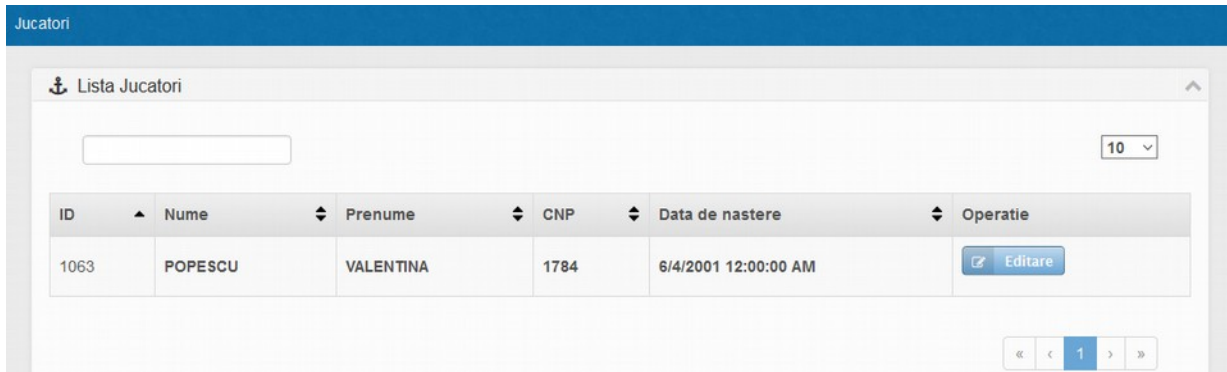 Jucatori
Lista Jucatori
10
ID Nume Prenume CNP Data de nastere Operatie
1063 POPESCU VALENTINA 1784 6/4/2001 12:00:00 AM Editare
« ‹ 1 › »